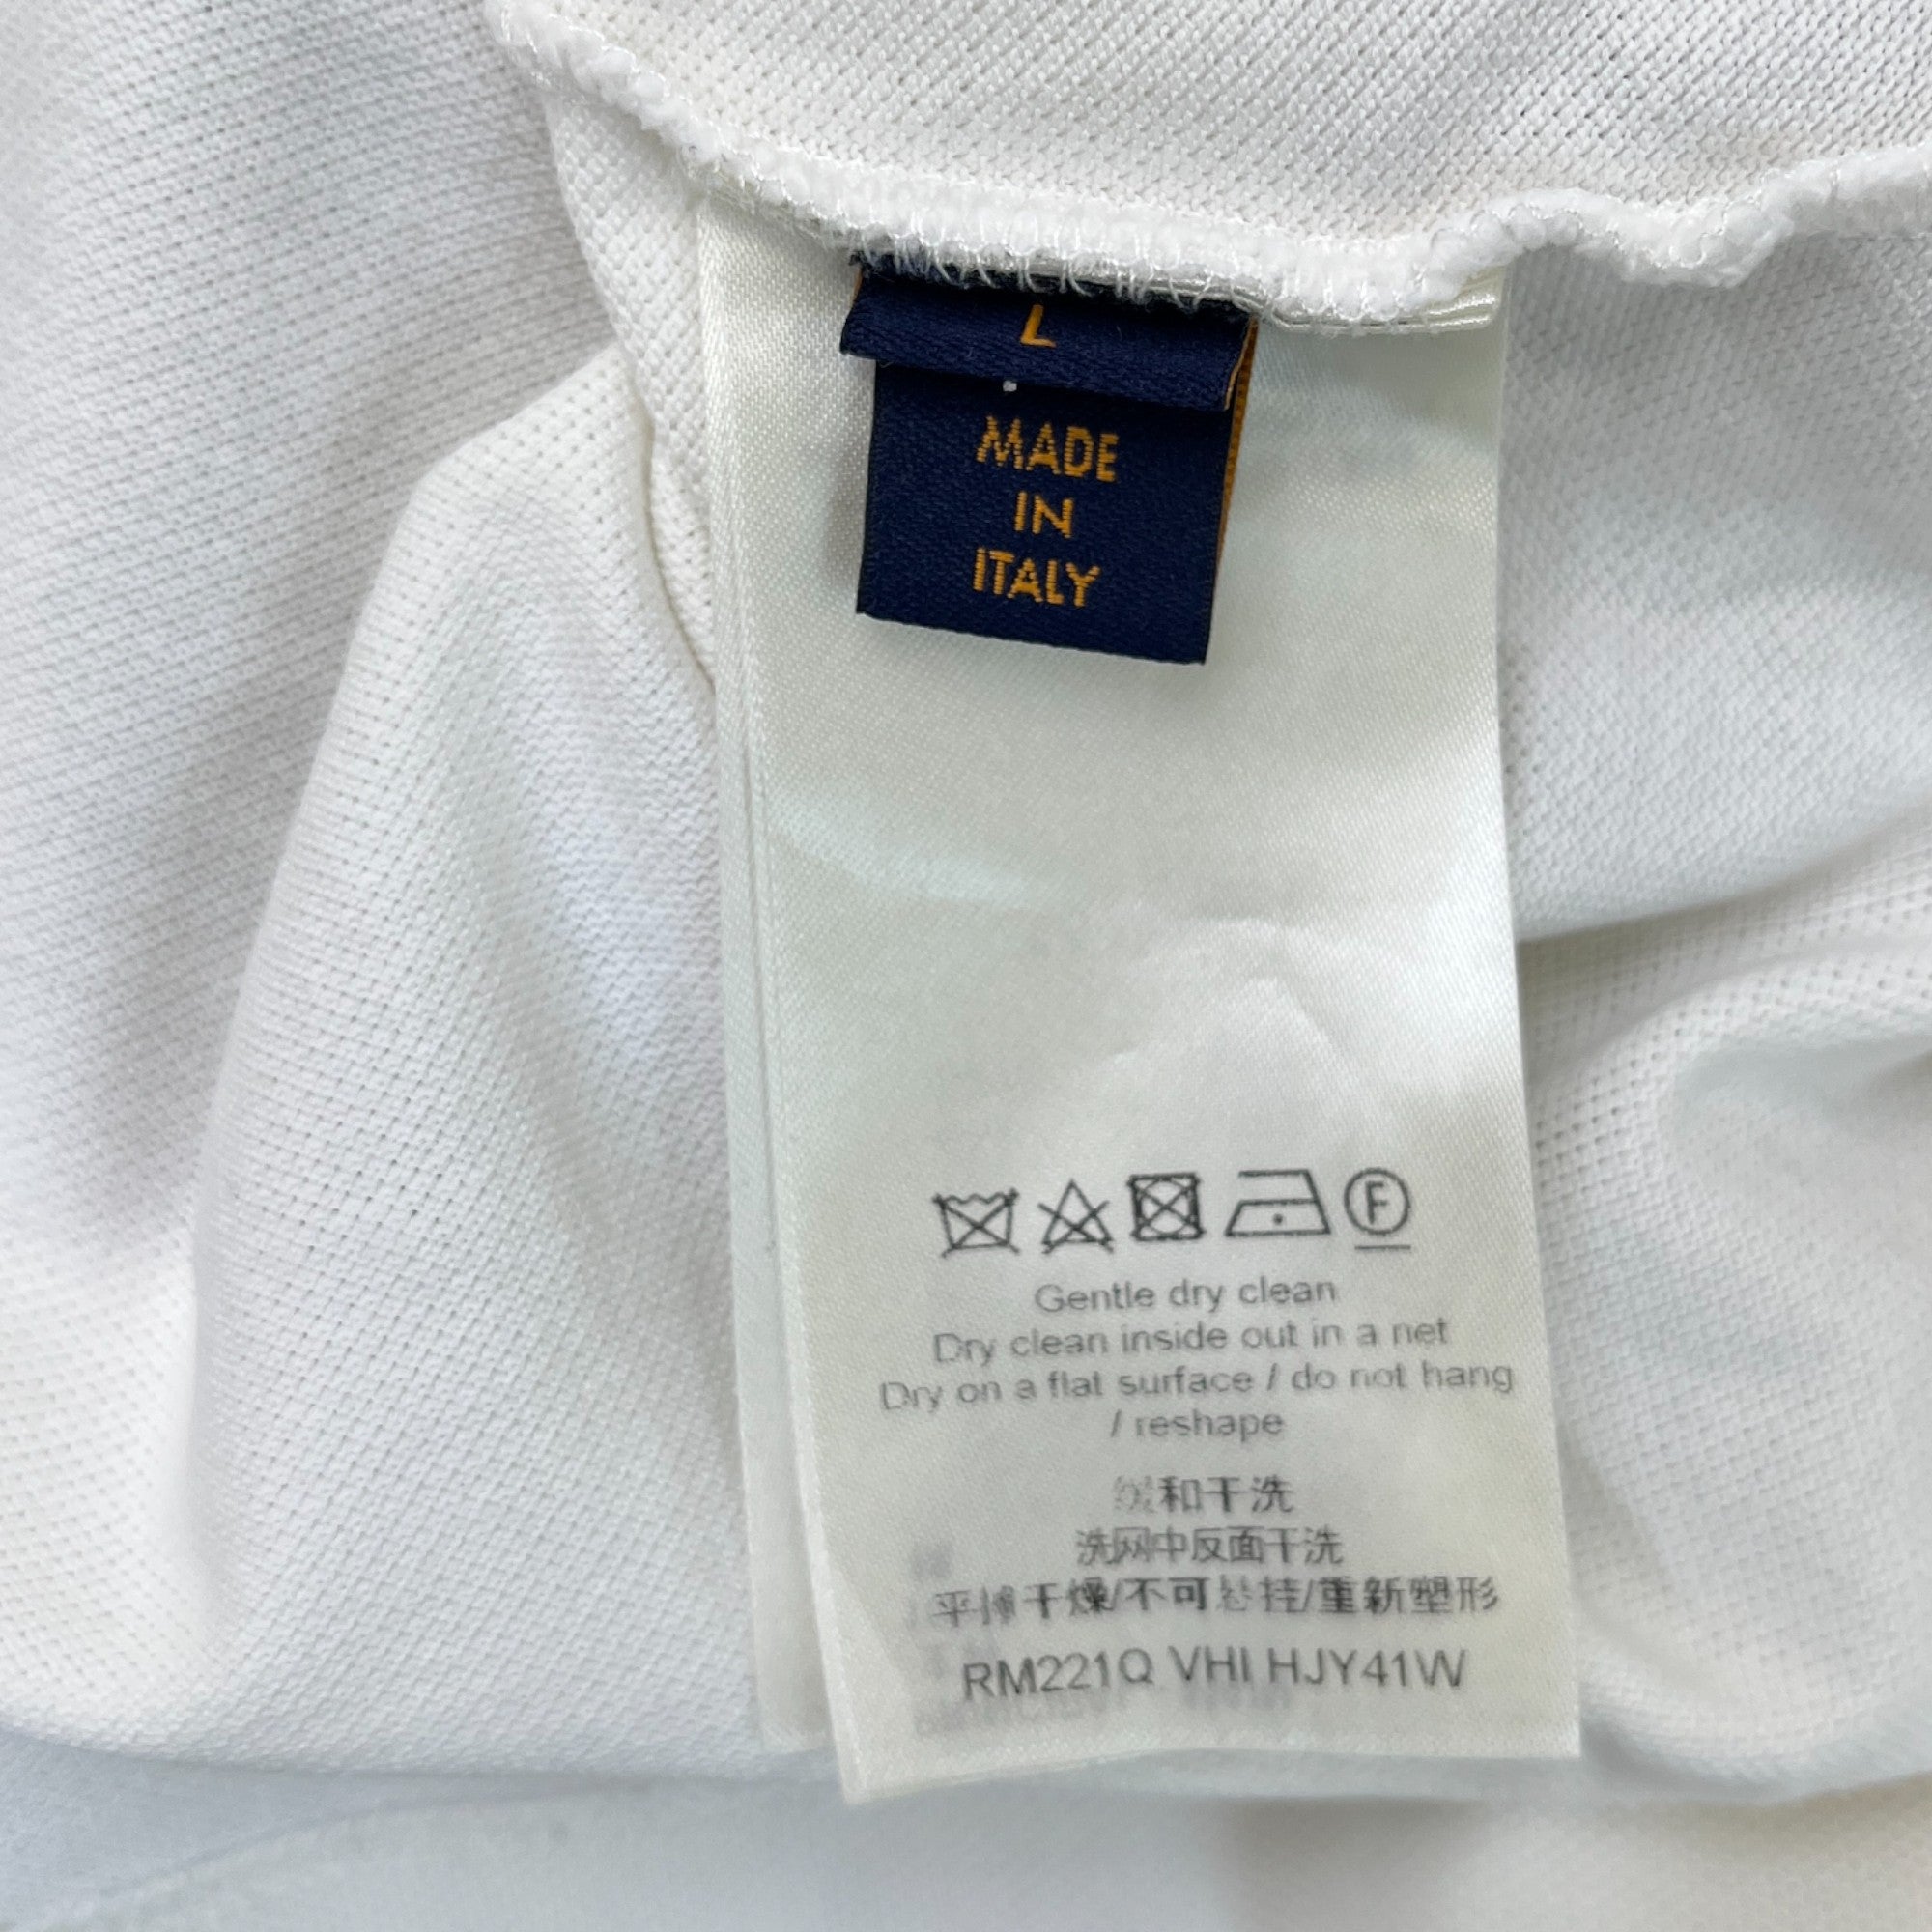 L
MADE
IN
ITALY
F
Gentle dry clean
Dry clean inside out in a net
Dry on a flat surface / do not hang
/ reshape
缓和干洗
洗网中反面干洗
平摊干燥/不可悬挂/重新塑形
RM221Q VHI HJY41W